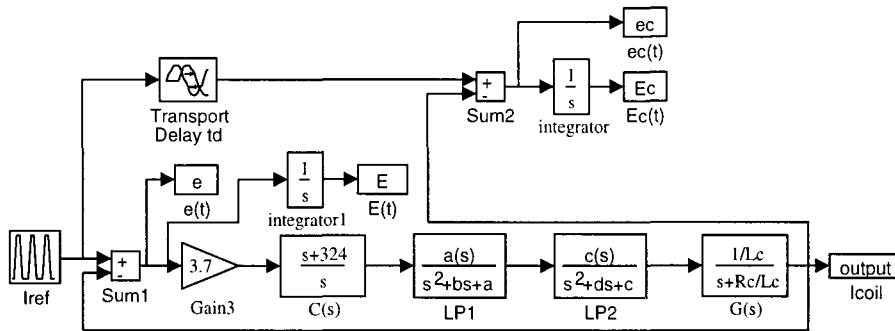 ec
ec(t)
Transport
Delay td
+
-
Sum2
1
s
integrator
Ec
Ec(t)
e
e(t)
1
s
integrator1
E
E(t)
Iref
+
-
Sum1
3.7
Gain3
s+324
s
C(s)
a(s)
s²+bs+a
LP1
c(s)
s²+ds+c
LP2
1/Lc
s+Rc/Lc
G(s)
output
Icoil